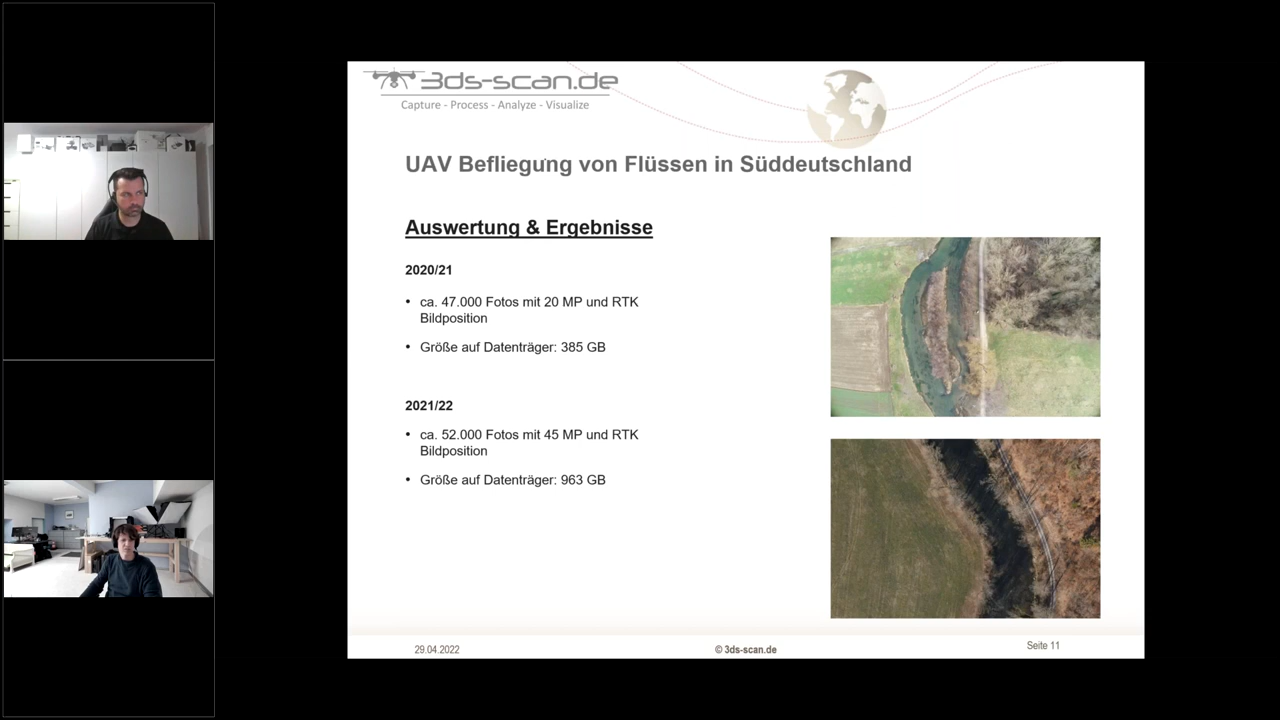 3ds-scan.de
Capture - Process - Analyze - Visualize
UAV Befliegung von Flüssen in Süddeutschland
Auswertung & Ergebnisse
2020/21
• ca. 47.000 Fotos mit 20 MP und RTK
Bildposition
• Größe auf Datenträger: 385 GB
2021/22
• ca. 52.000 Fotos mit 45 MP und RTK
Bildposition
• Größe auf Datenträger: 963 GB
29.04.2022
© 3ds-scan.de
Seite 11